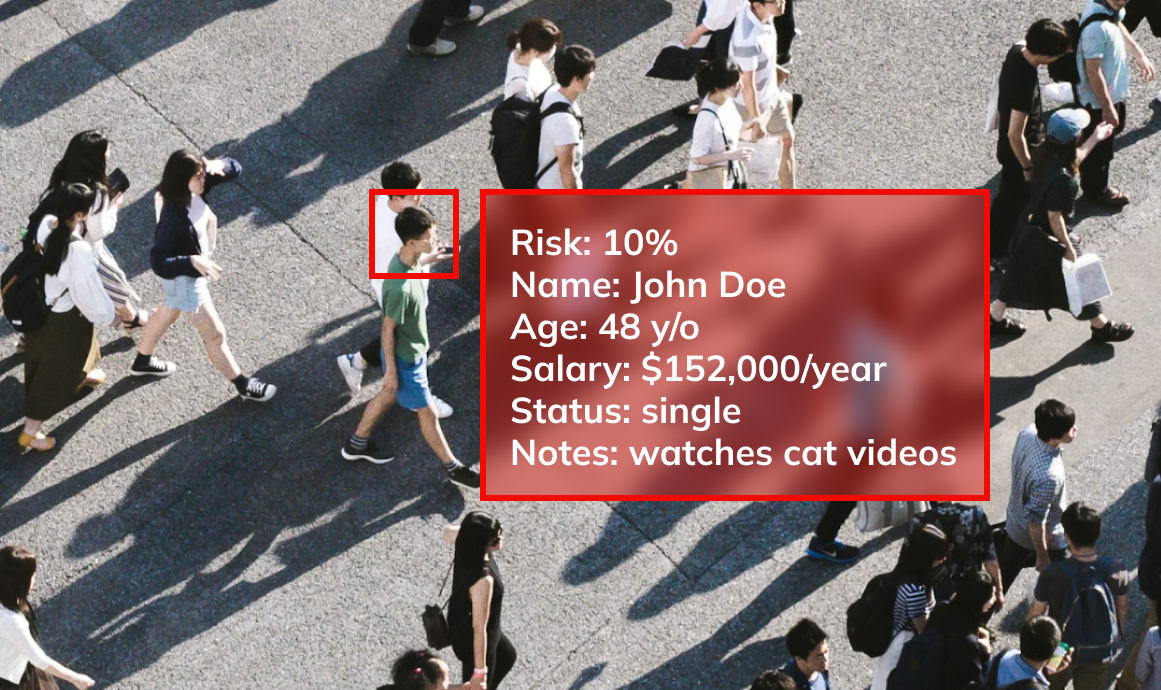 Risk: 10%
Name: John Doe
Age: 48 y/o
Salary: $152,000/year
Status: single
Notes: watches cat videos